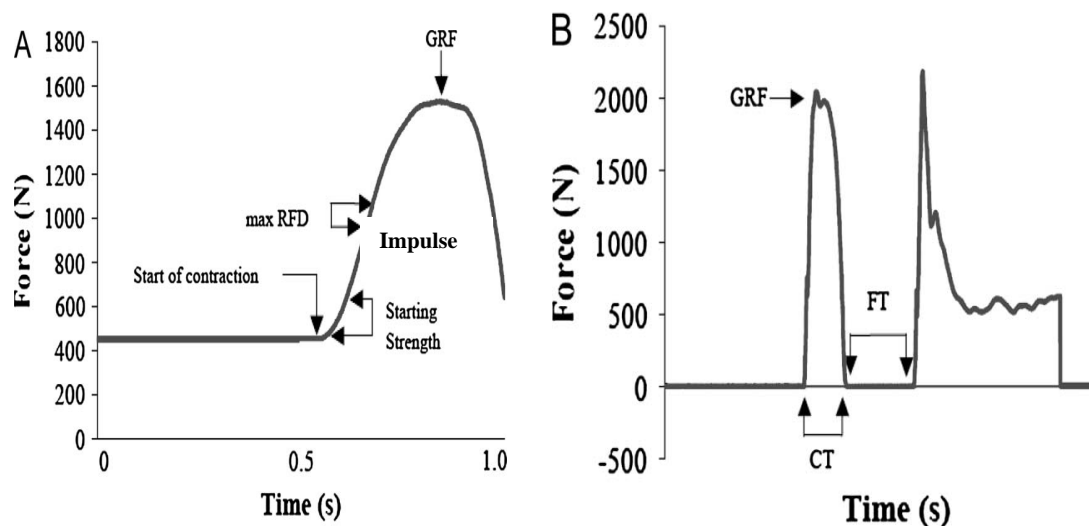 A
GRF
1800
1600
1400
1200
1000
800
600
400
200
0
Force (N)
max RFD
Impulse
Start of contraction
Starting
Strength
0
0.5
1.0
Time (s)
B
2500
2000
1500
1000
500
0
-500
Force (N)
GRF
FT
CT
Time (s)